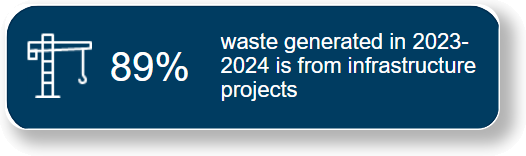 89%
waste generated in 2023-
2024 is from infrastructure
projects